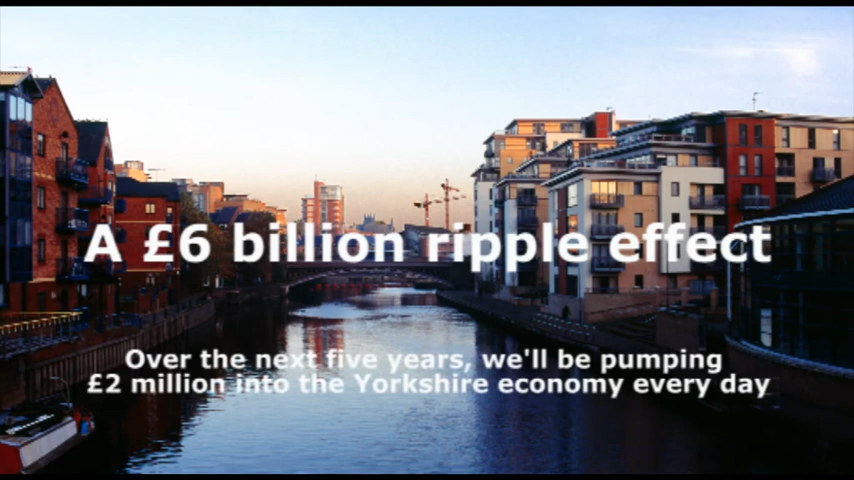 A £6 billion ripple effect
Over the next five years, we'll be pumping
£2 million into the Yorkshire economy every day